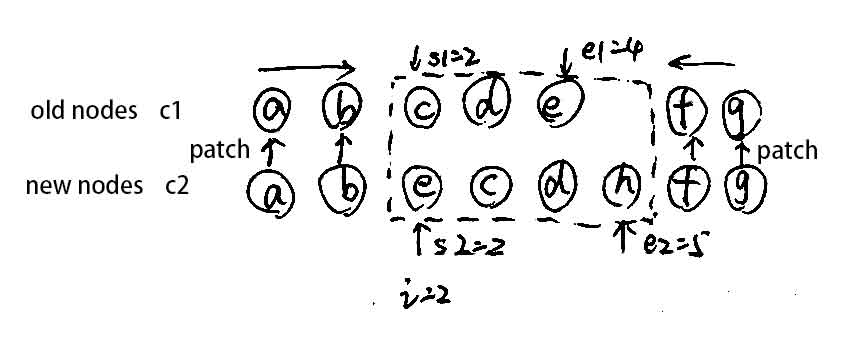 s1=2 e1=4
old nodes c1 a b c d e f g
patch patch
new nodes c2 a b e c d h f g
s2=2 e2=5
i=2